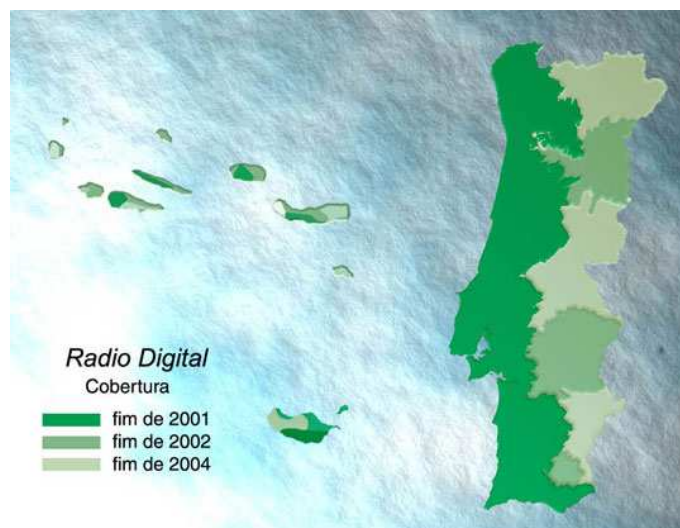 Radio Digital
Cobertura
fim de 2001
fim de 2002
fim de 2004